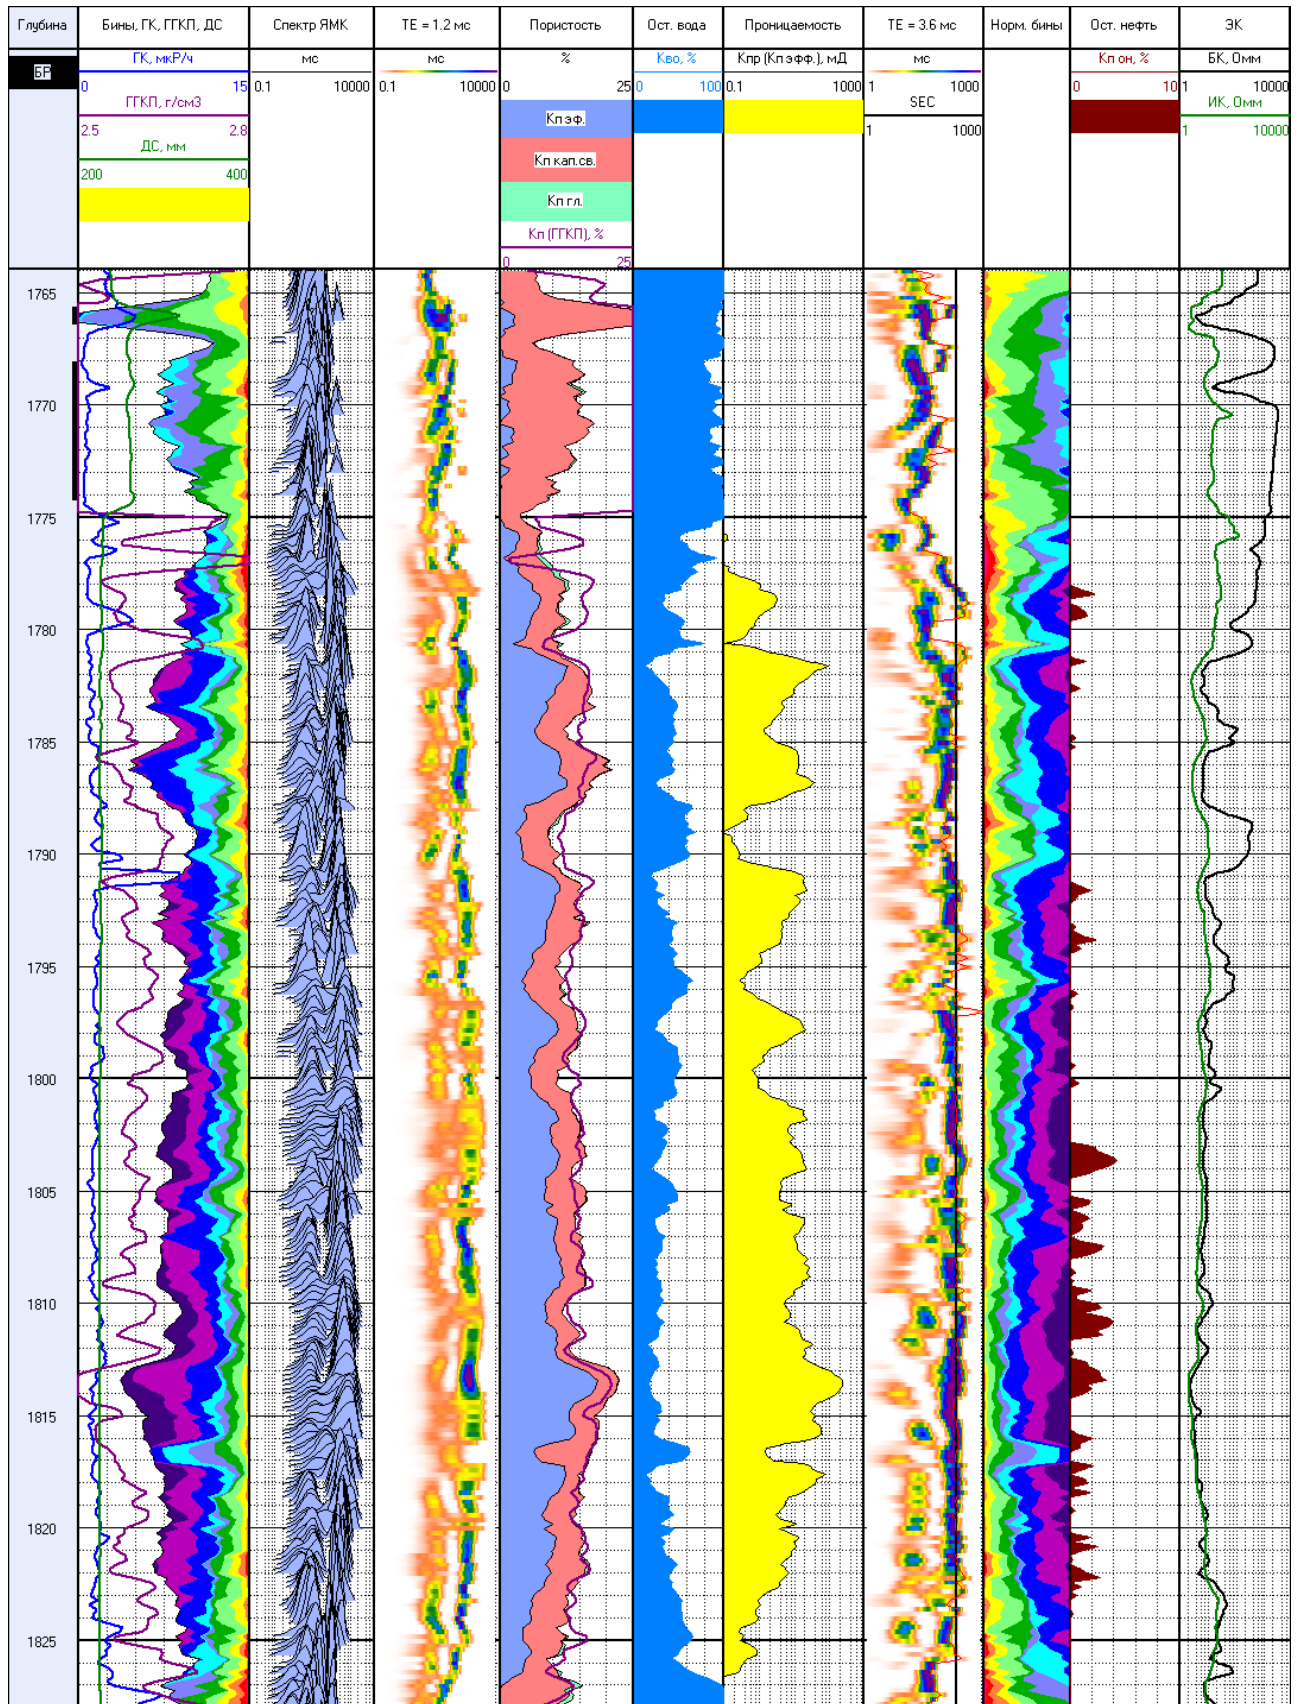 Глубина
БР
Бины, ГК, ГГКП, ДС
ГК, мкР/ч
0 15
ГГКП, г/см3
2.5 2.8
ДС, мм
200 400
Спектр ЯМК
мс
0.1 10000
TE = 1.2 мс
мс
0.1 10000
Пористость
%
0 25
Кп эф.
Кп кап.св.
Кп гл.
Кп (ГГКП), %
0 25
Ост. вода
Кво, %
0 100
Проницаемость
Кпр (Кп эфф.), мД
0.1 1000
TE = 3.6 мс
мс
0.1 1000
SEC
1 1000
Норм. бины
Ост. нефть
Кп он, %
0 10
ЭК
БК, Омм
1 10000
ИК, Омм
1 10000
1765
1770
1775
1780
1785
1790
1795
1800
1805
1810
1815
1820
1825